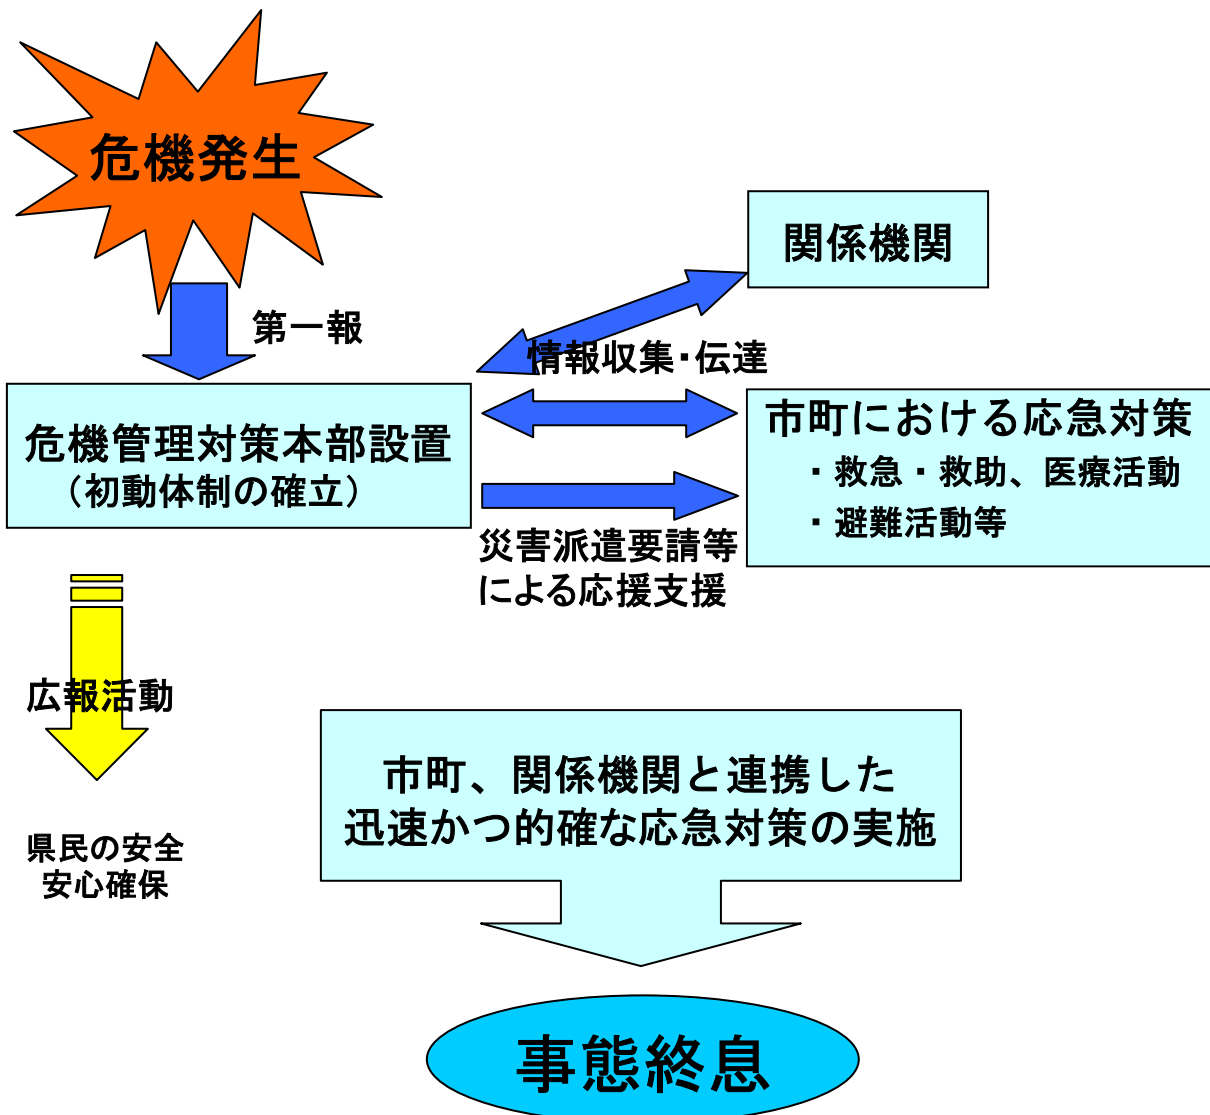 危機発生
関係機関
第一報
情報収集・伝達
危機管理対策本部設置
（初動体制の確立）
市町における応急対策
・救急・救助、医療活動
・避難活動等
災害派遣要請等
による応援支援
広報活動
県民の安全
安心確保
市町、関係機関と連携した
迅速かつ的確な応急対策の実施
事態終息